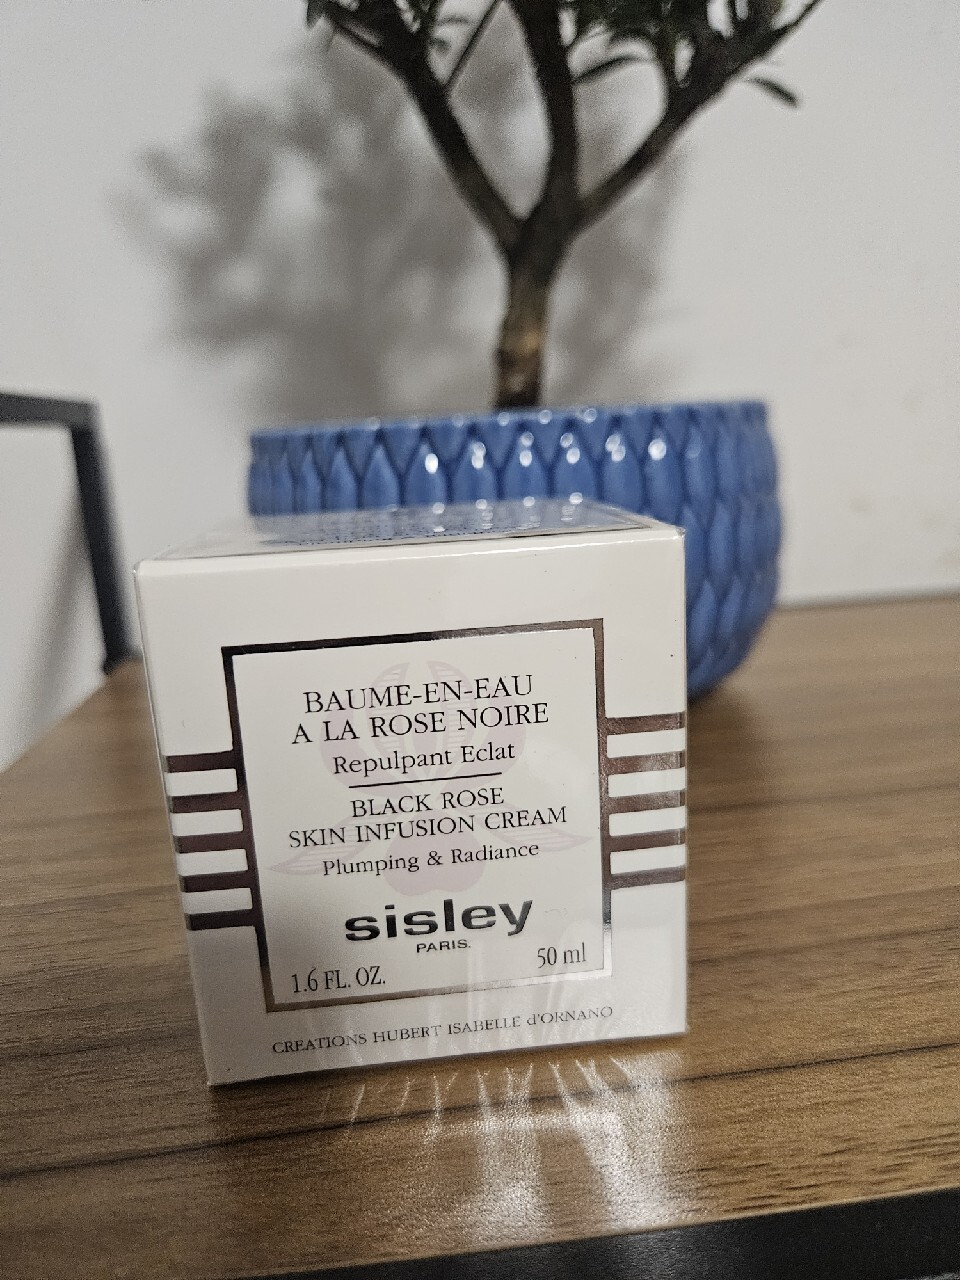 BAUME-EN-EAU
A LA ROSE NOIRE
Repulpant Eclat
BLACK ROSE
SKIN INFUSION CREAM
Plumping & Radiance
sisley
PARIS.
1.6 FL. OZ.
50 ml
CREATIONS HUBERT ISABELLE d'ORNANO